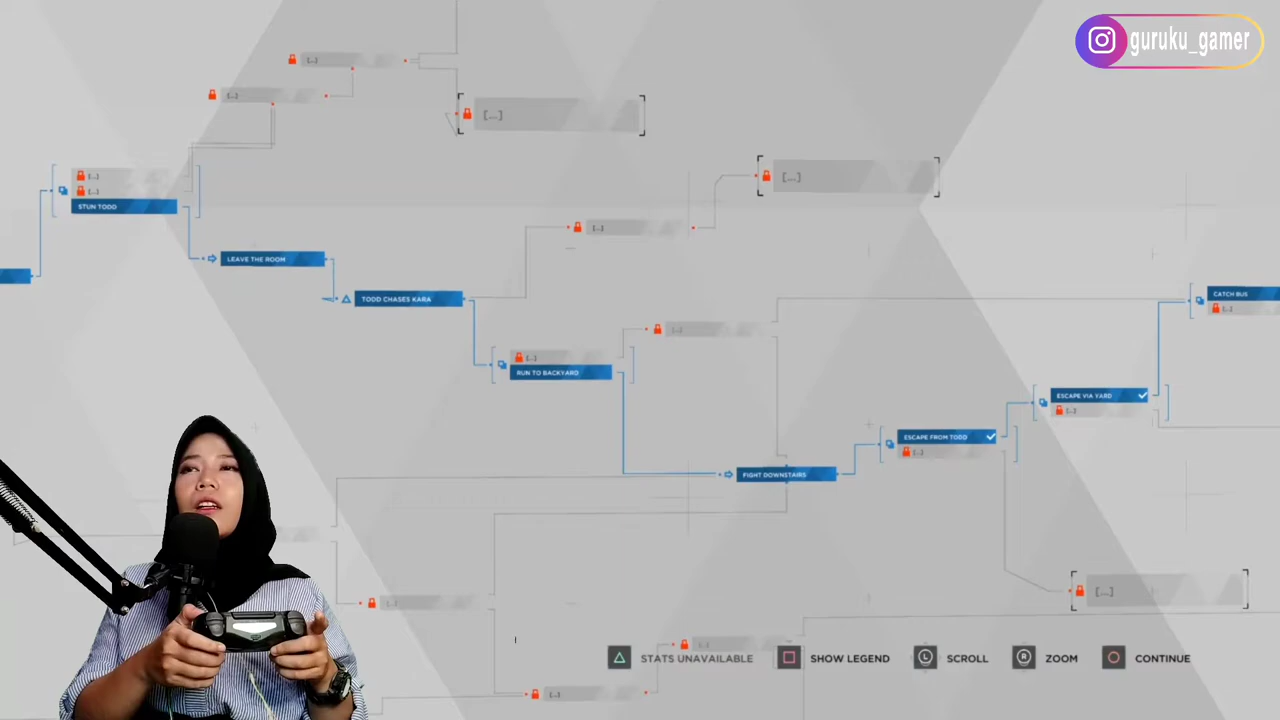 guruku_gamer
[...]
[...]
[...]
[...]
[...]
[...]
STUN TODD
[...]
LEAVE THE ROOM
TODD CHASES KARA
CATCH BUS
[...]
[...]
[...]
RUN TO BACKYARD
ESCAPE VIA YARD
[...]
ESCAPE FROM TODD
[...]
FIGHT DOWNSTAIRS
[...]
[...]
[...]
STATS UNAVAILABLE
SHOW LEGEND
L
SCROLL
R
ZOOM
CONTINUE
[...]